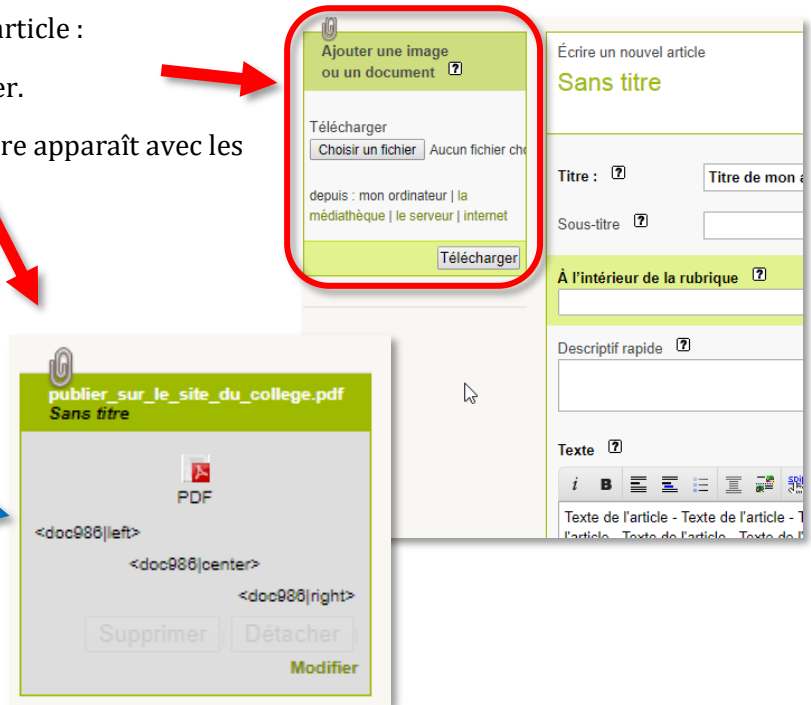 article :
er.
re apparaît avec les
Ajouter une image
ou un document ?
Télécharger
Choisir un fichier Aucun fichier cho
depuis : mon ordinateur | la
médiathèque | le serveur | internet
Télécharger
Écrire un nouvel article
Sans titre
Titre : ?
Titre de mon a
Sous-titre ?
À l'intérieur de la rubrique ?
Descriptif rapide ?
Texte ?
i B
Texte de l'article - Texte de l'article - T
l'article - Texte de l'article - Texte de l'
publier_sur_le_site_du_college.pdf
Sans titre
PDF
<doc986|left>
<doc986|center>
<doc986|right>
Supprimer Détacher
Modifier